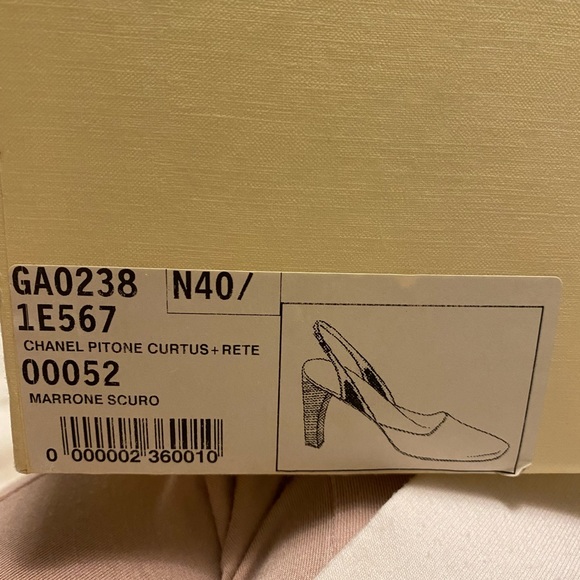 GA0238 N40/
1E567
CHANEL PITONE CURTUS+RETE
00052
MARRONE SCURO
0 000002 360010